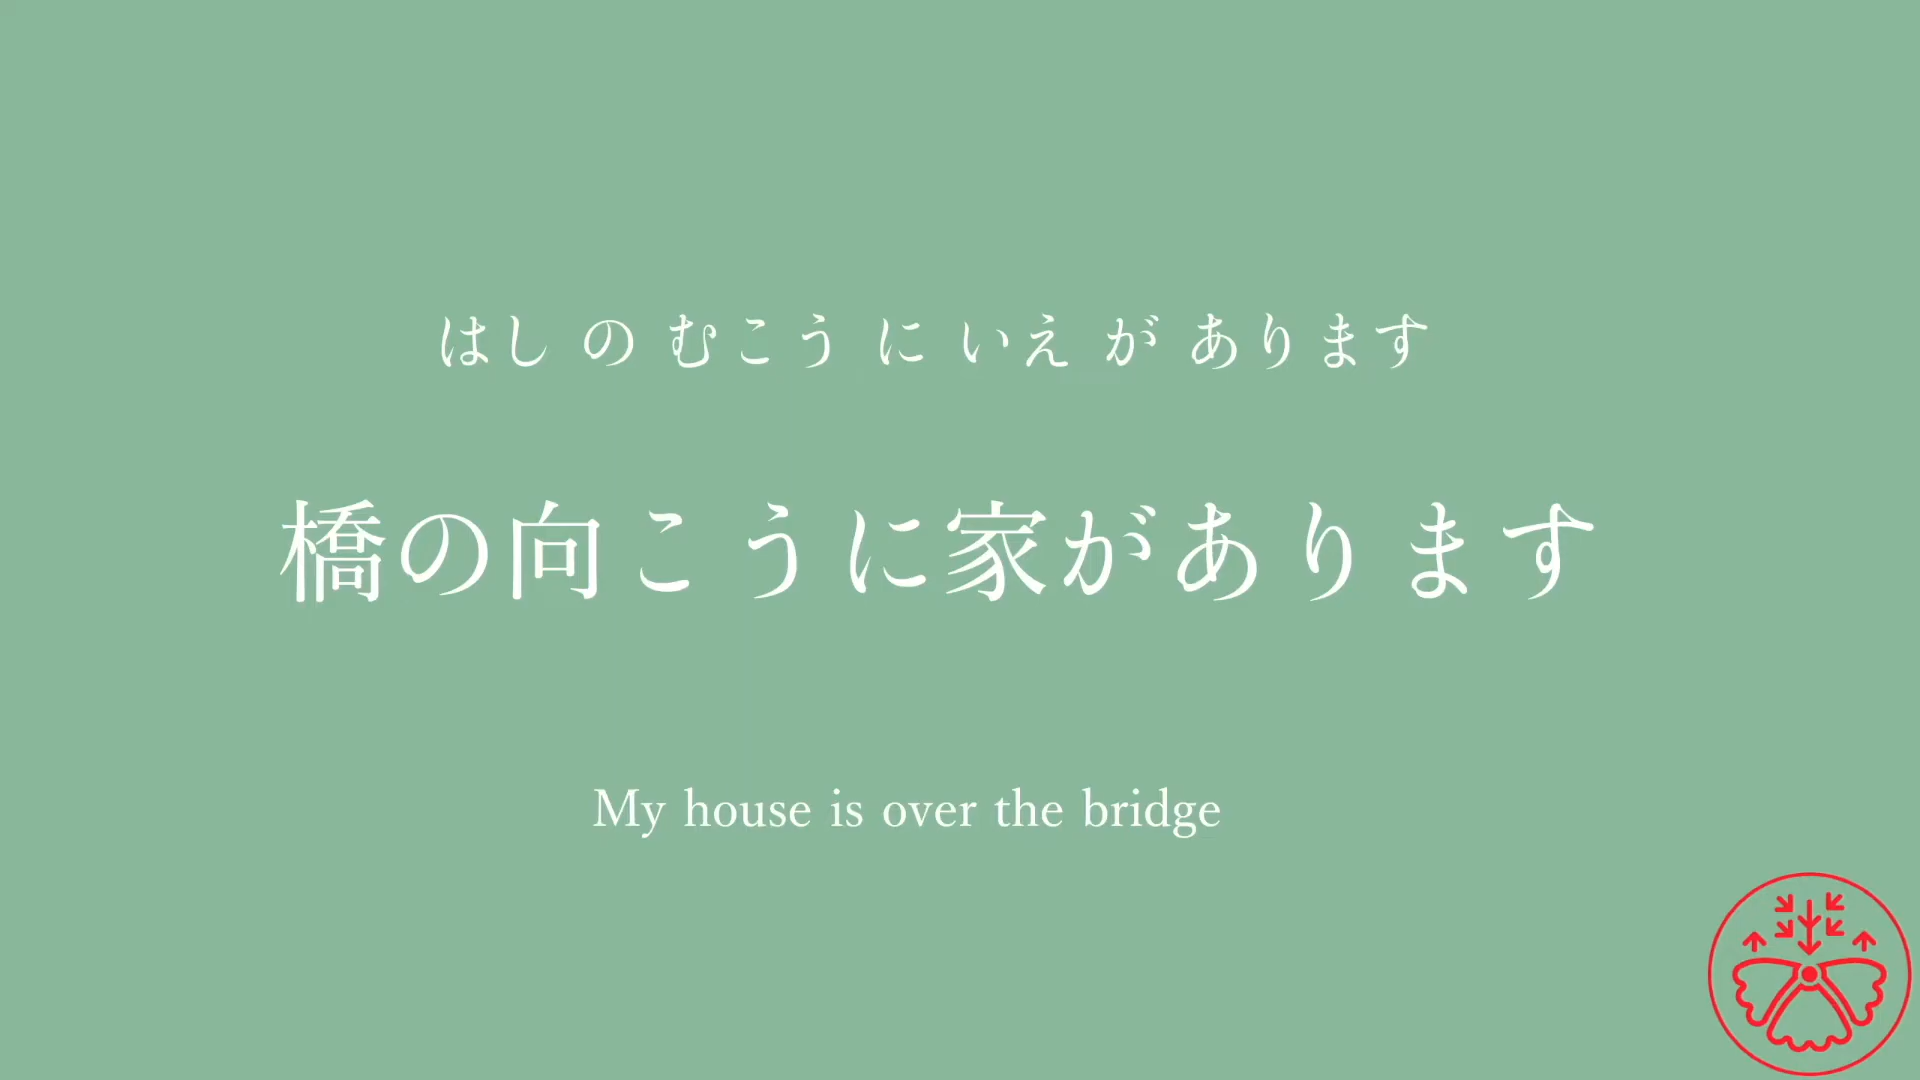 はし の むこう に いえ が あります
橋の向こうに家があります
My house is over the bridge